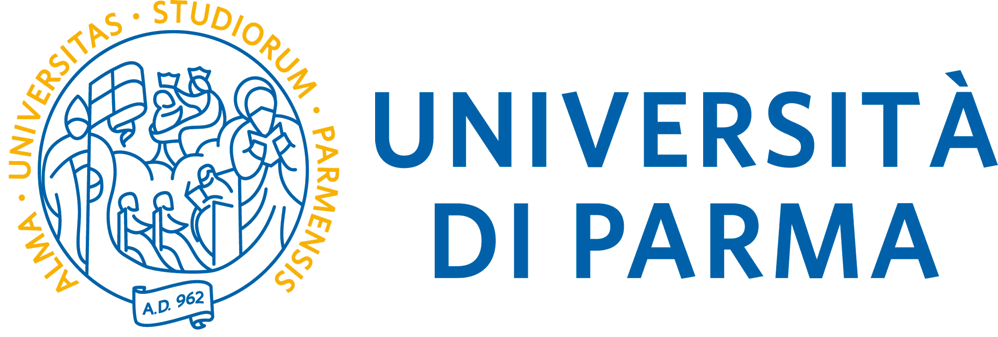 ALMA · UNIVERSITAS · STUDIORUM · PARMENSIS
A.D. 962
UNIVERSITÀ
DI PARMA